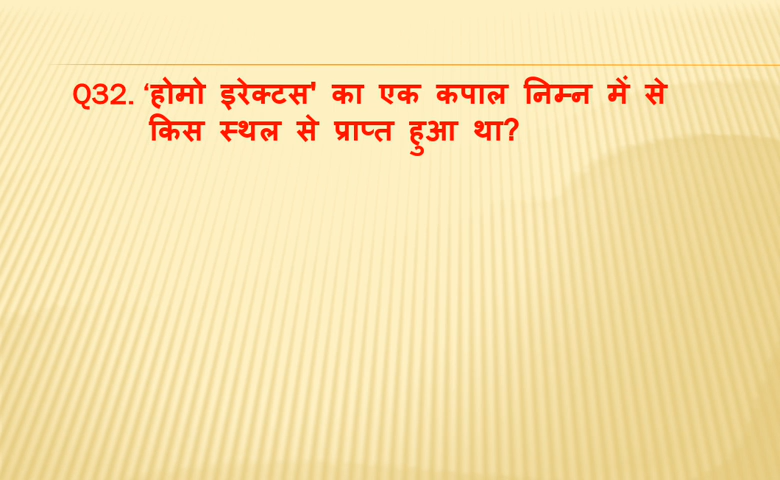 Q32. ‘होमो इरेक्टस' का एक कपाल निम्न में से
किस स्थल से प्राप्त हुआ था?